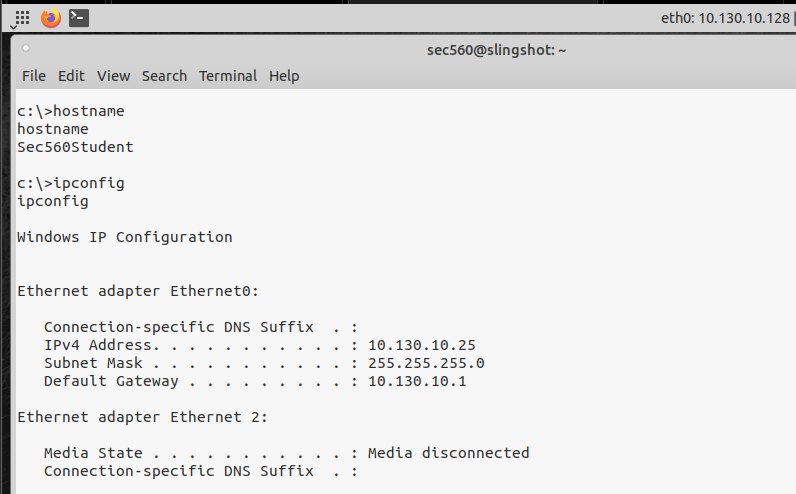 eth0: 10.130.10.128
sec560@slingshot: ~
File Edit View Search Terminal Help
c:\>hostname
hostname
Sec560Student
c:\>ipconfig
ipconfig
Windows IP Configuration
Ethernet adapter Ethernet0:
   Connection-specific DNS Suffix  . :
   IPv4 Address. . . . . . . . . . . : 10.130.10.25
   Subnet Mask . . . . . . . . . . . : 255.255.255.0
   Default Gateway . . . . . . . . . : 10.130.10.1
Ethernet adapter Ethernet 2:
   Media State . . . . . . . . . . . : Media disconnected
   Connection-specific DNS Suffix  . :